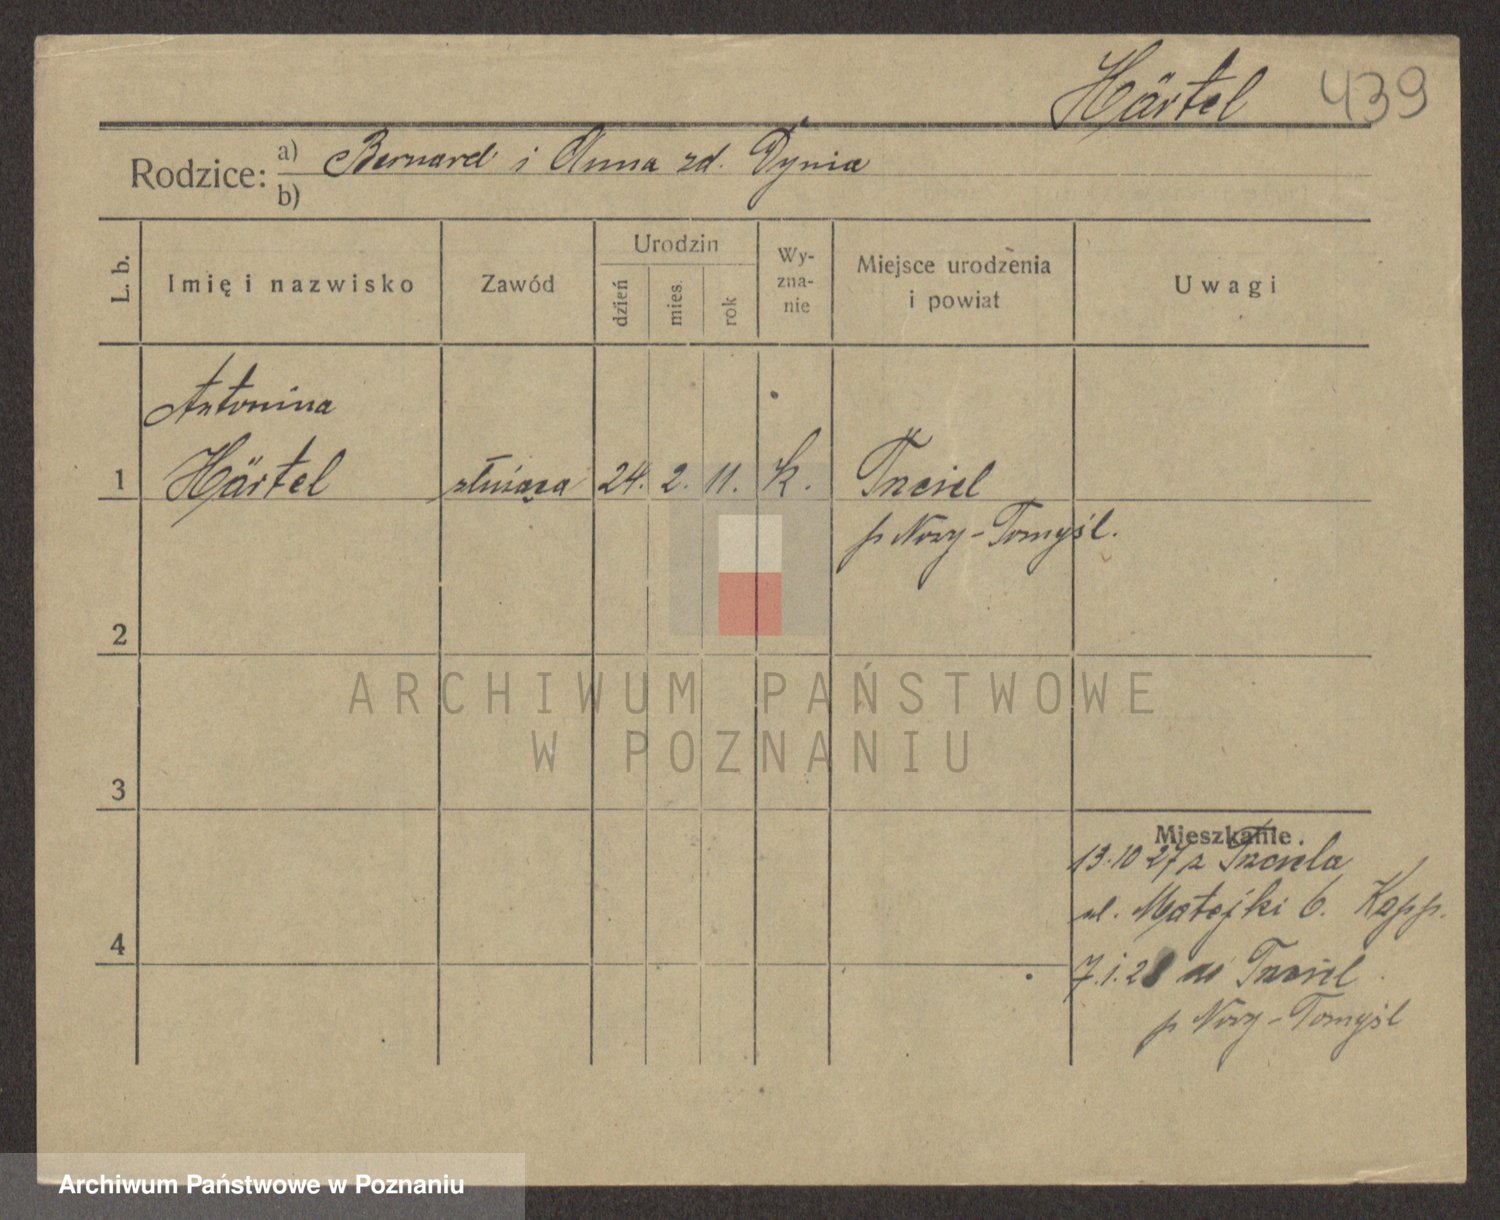 Härtel 439
Rodzice: a) Bernard i Anna zd. Dynia
b)
L. b.
Imię i nazwisko
Zawód
Urodzin
dzień
mies.
rok
Wy-
zna-
nie
Miejsce urodzenia
i powiat
Uwagi
Antonina
1 Härtel służąca 24. 2. 11. k. Trzciel
p Nowy-Tomyśl.
2
ARCHIWUM PAŃSTWOWE
W POZNANIU
3
Mieszkanie.
13.10 27 z Trzciela
ul. Matejki 6. Kapp.
4
7.1.28 do Trzciel
p Nowy-Tomyśl
Archiwum Państwowe w Poznaniu